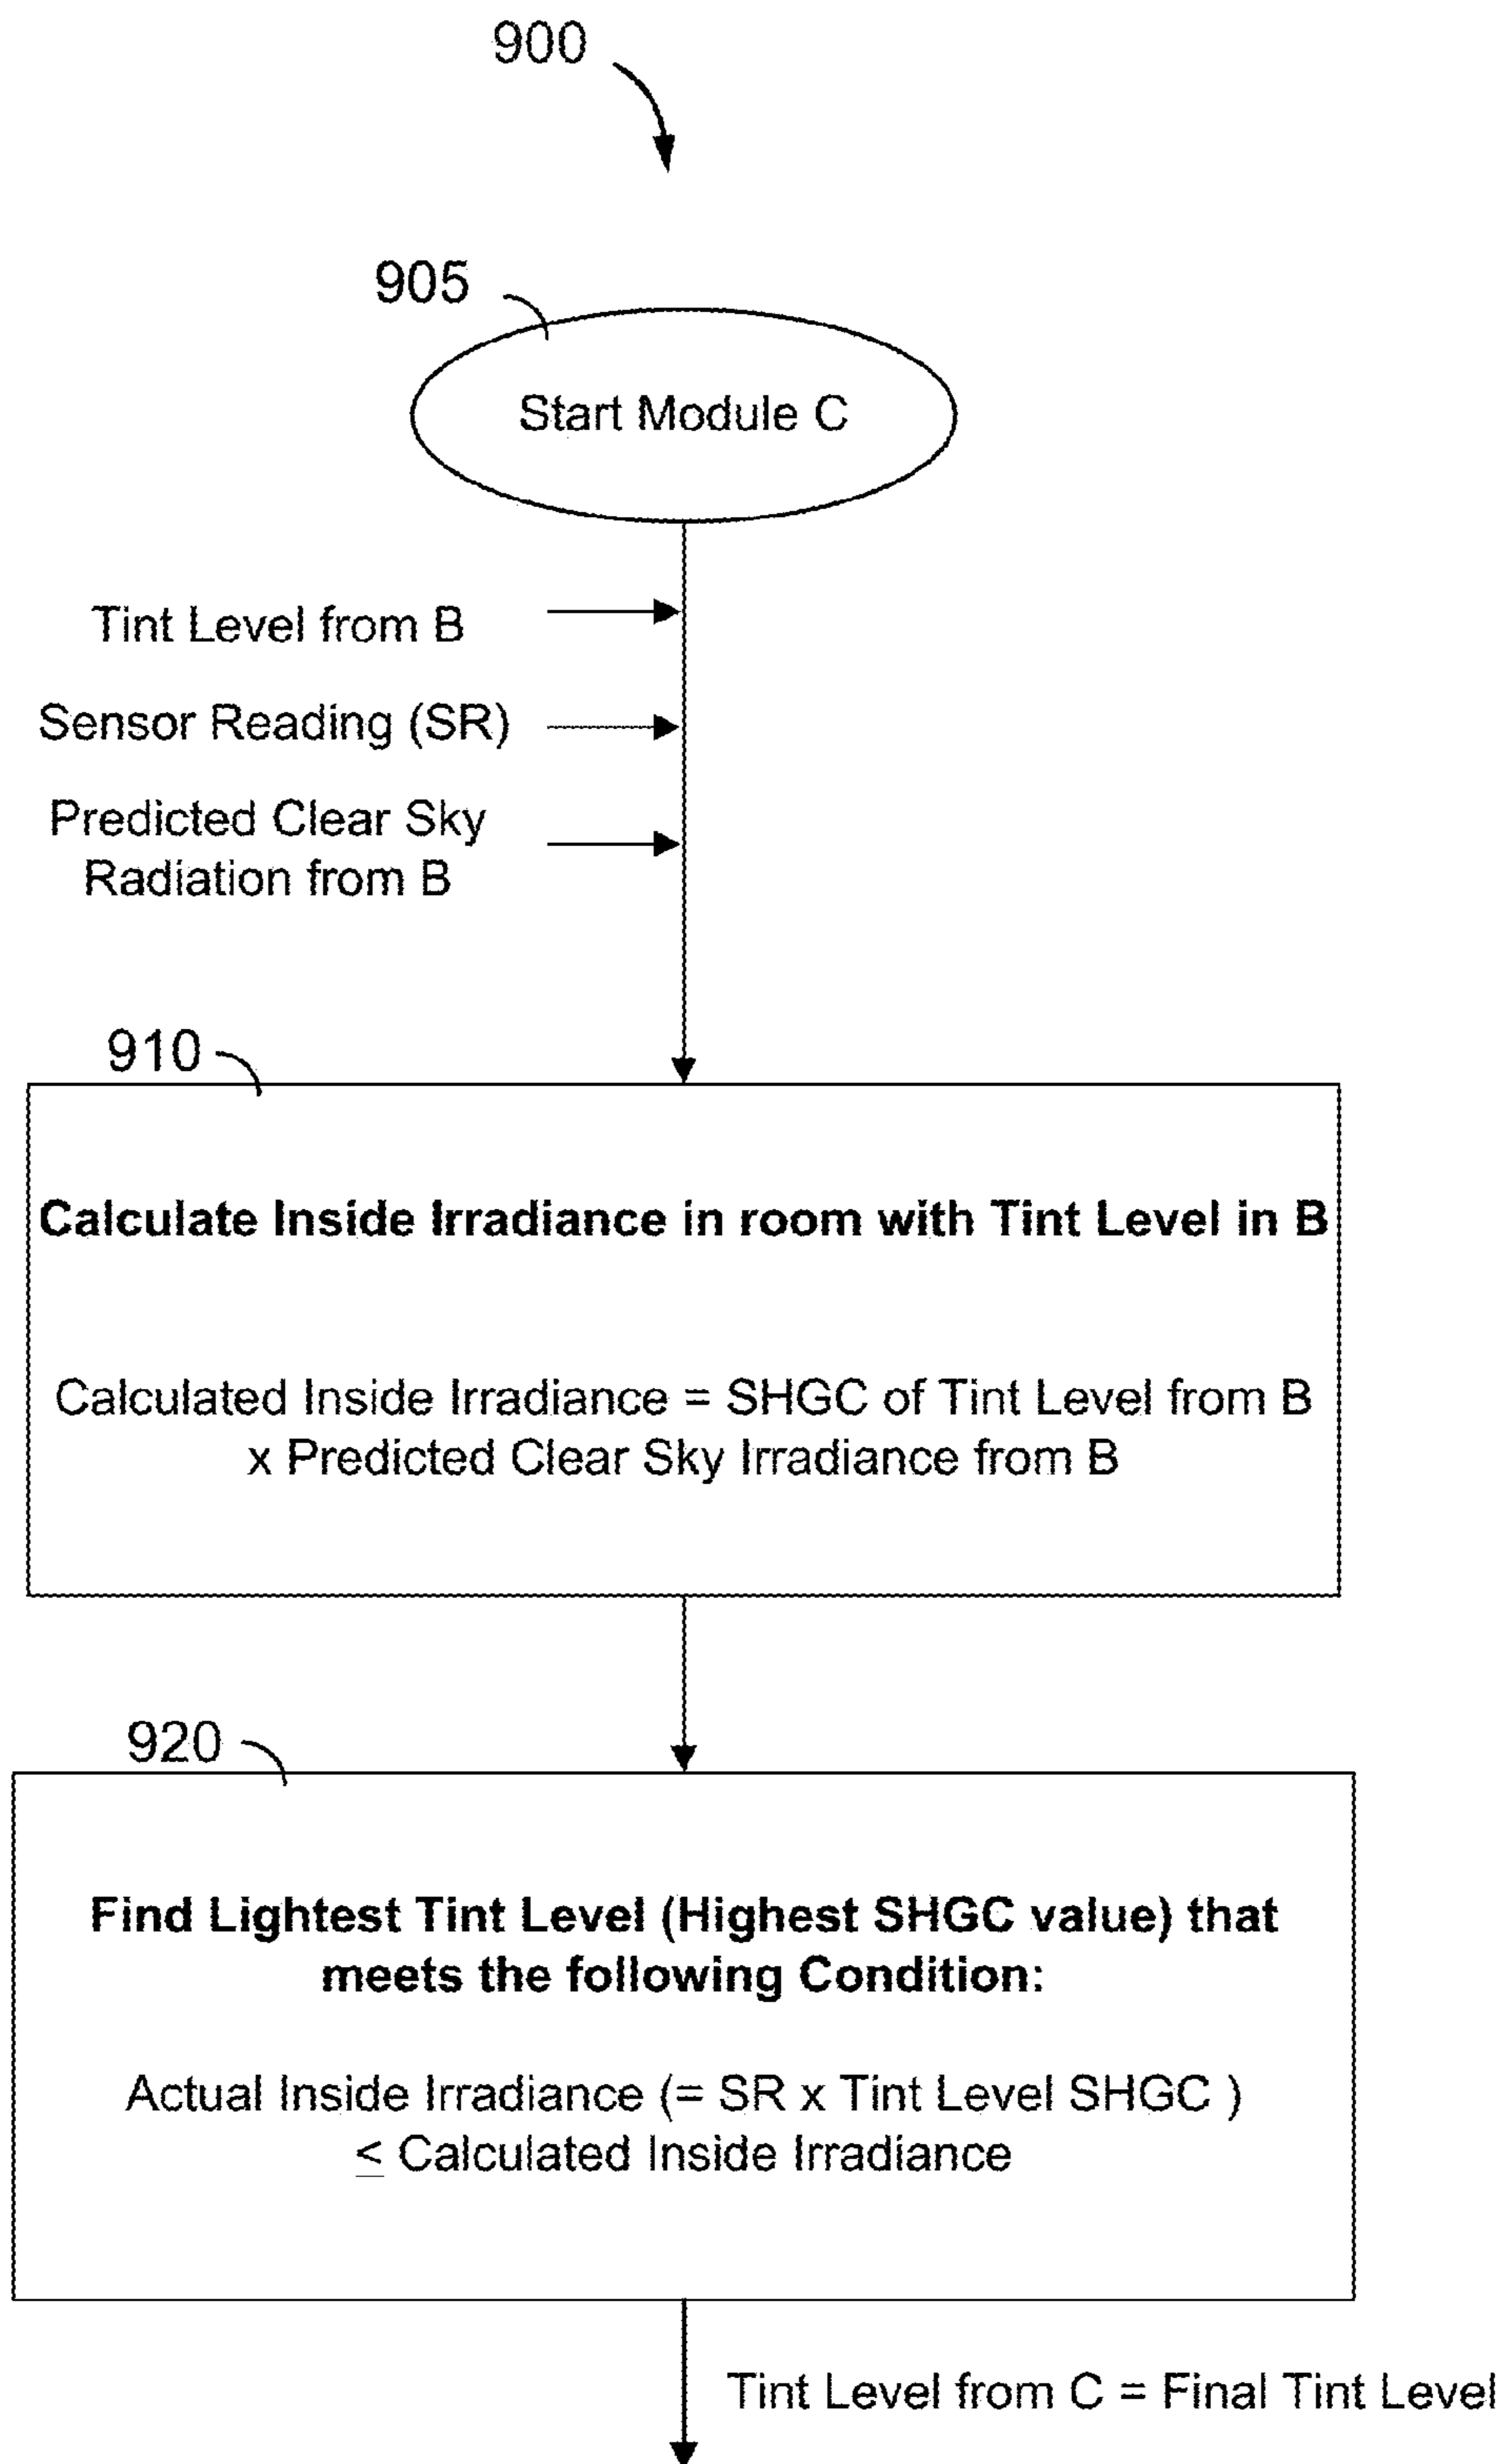 900
905
Start Module C
Tint Level from B
Sensor Reading (SR)
Predicted Clear Sky
Radiation from B
910
Calculate Inside Irradiance in room with Tint Level in B
Calculated Inside Irradiance = SHGC of Tint Level from B
x Predicted Clear Sky Irradiance from B
920
Find Lightest Tint Level (Highest SHGC value) that
meets the following Condition:
Actual Inside Irradiance (= SR x Tint Level SHGC )
≤ Calculated Inside Irradiance
Tint Level from C = Final Tint Level